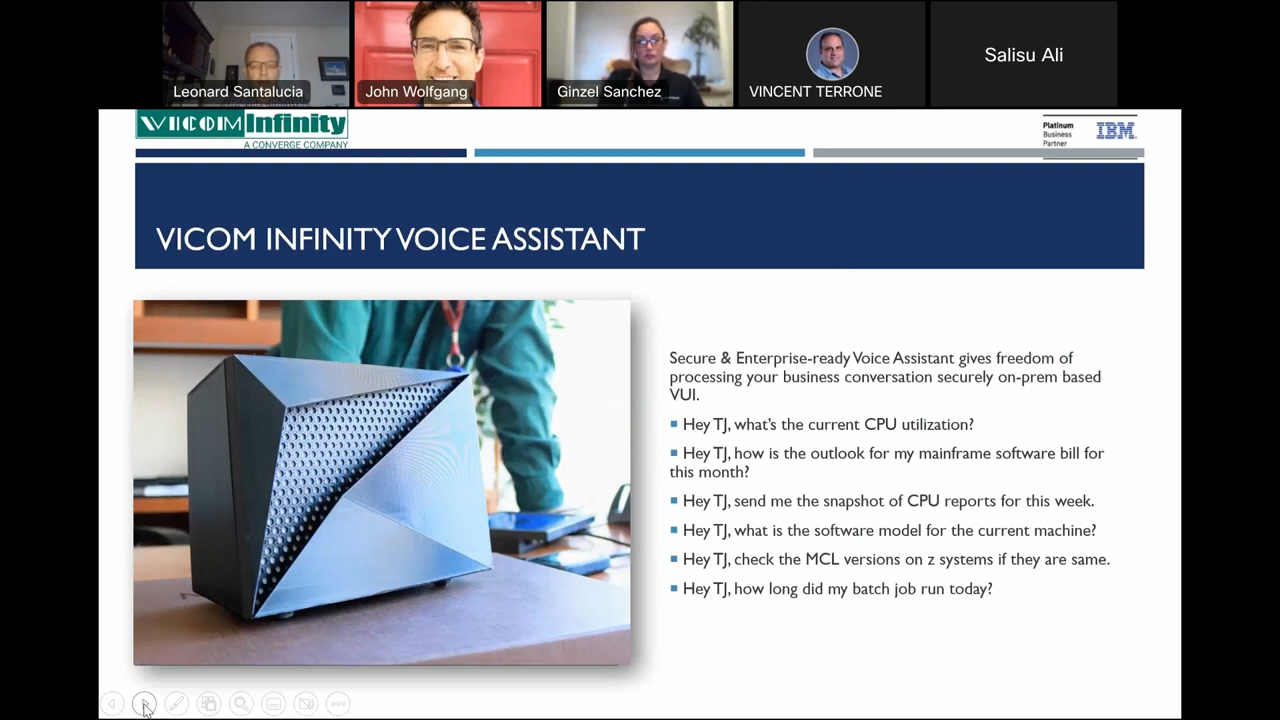 Leonard Santalucia
John Wolfgang
Ginzel Sanchez
VINCENT TERRONE
Salisu Ali
VICOM Infinity
A CONVERGE COMPANY
Platinum
Business
Partner
IBM
VICOM INFINITY VOICE ASSISTANT
Secure & Enterprise-ready Voice Assistant gives freedom of
processing your business conversation securely on-prem based
VUI.
Hey TJ, what's the current CPU utilization?
Hey TJ, how is the outlook for my mainframe software bill for
this month?
Hey TJ, send me the snapshot of CPU reports for this week.
Hey TJ, what is the software model for the current machine?
Hey TJ, check the MCL versions on z systems if they are same.
Hey TJ, how long did my batch job run today?